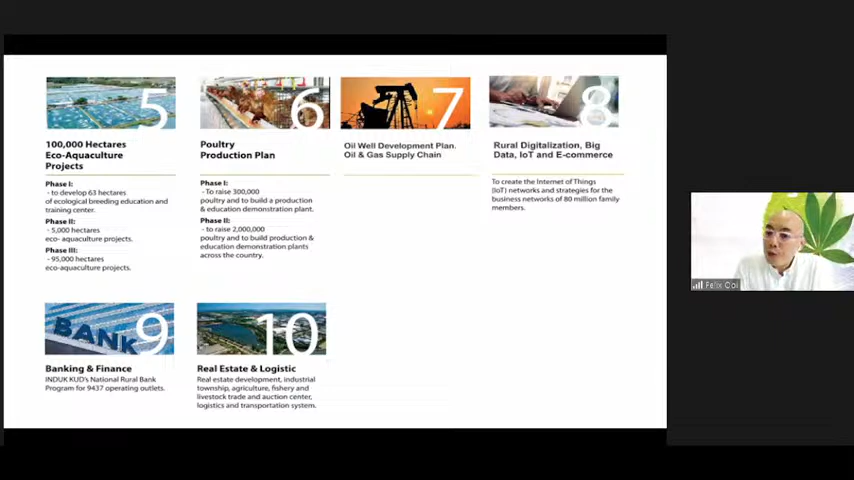 5
100,000 Hectares
Eco-Aquaculture
Projects
Phase I:
- to develop 63 hectares
of ecological breeding education and
training center.
Phase II:
- 5,000 hectares
eco- aquaculture projects.
Phase III:
- 95,000 hectares
eco-aquaculture projects.
6
Poultry
Production Plan
Phase I:
- To raise 300,000
poultry and to build a production
& education demonstration plant.
Phase II:
- to raise 2,000,000
poultry and to build production &
education demonstration plants
across the country.
7
Oil Well Development Plan.
Oil & Gas Supply Chain
8
Rural Digitalization, Big
Data, IoT and E-commerce
To create the Internet of Things
(IoT) networks and strategies for the
business networks of 80 million family
members.
BANK
9
Banking & Finance
INDUK KUD's National Rural Bank
Program for 9437 operating outlets.
10
Real Estate & Logistic
Real estate development, industrial
township, agriculture, fishery and
livestock trade and auction center,
logistics and transportation system.
Felix Ooi